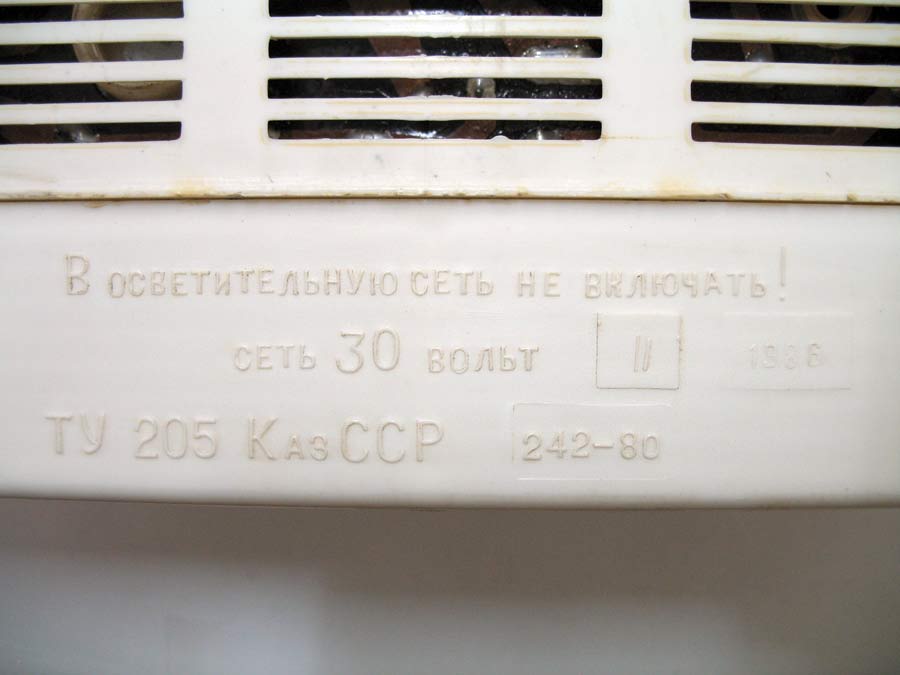 В ОСВЕТИТЕЛЬНУЮ СЕТЬ НЕ ВКЛЮЧАТЬ!
СЕТЬ 30 ВОЛЬТ II 1986
ТУ 205 КазССР 242-80